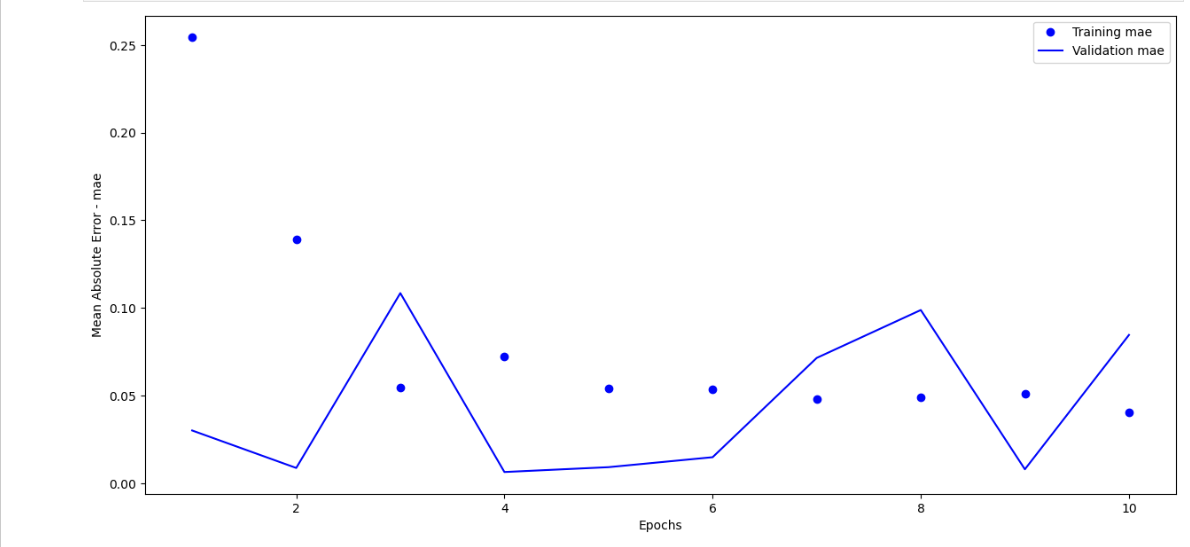 Training mae
Validation mae
0.25
0.20
0.15
0.10
0.05
0.00
Mean Absolute Error - mae
2
4
6
8
10
Epochs